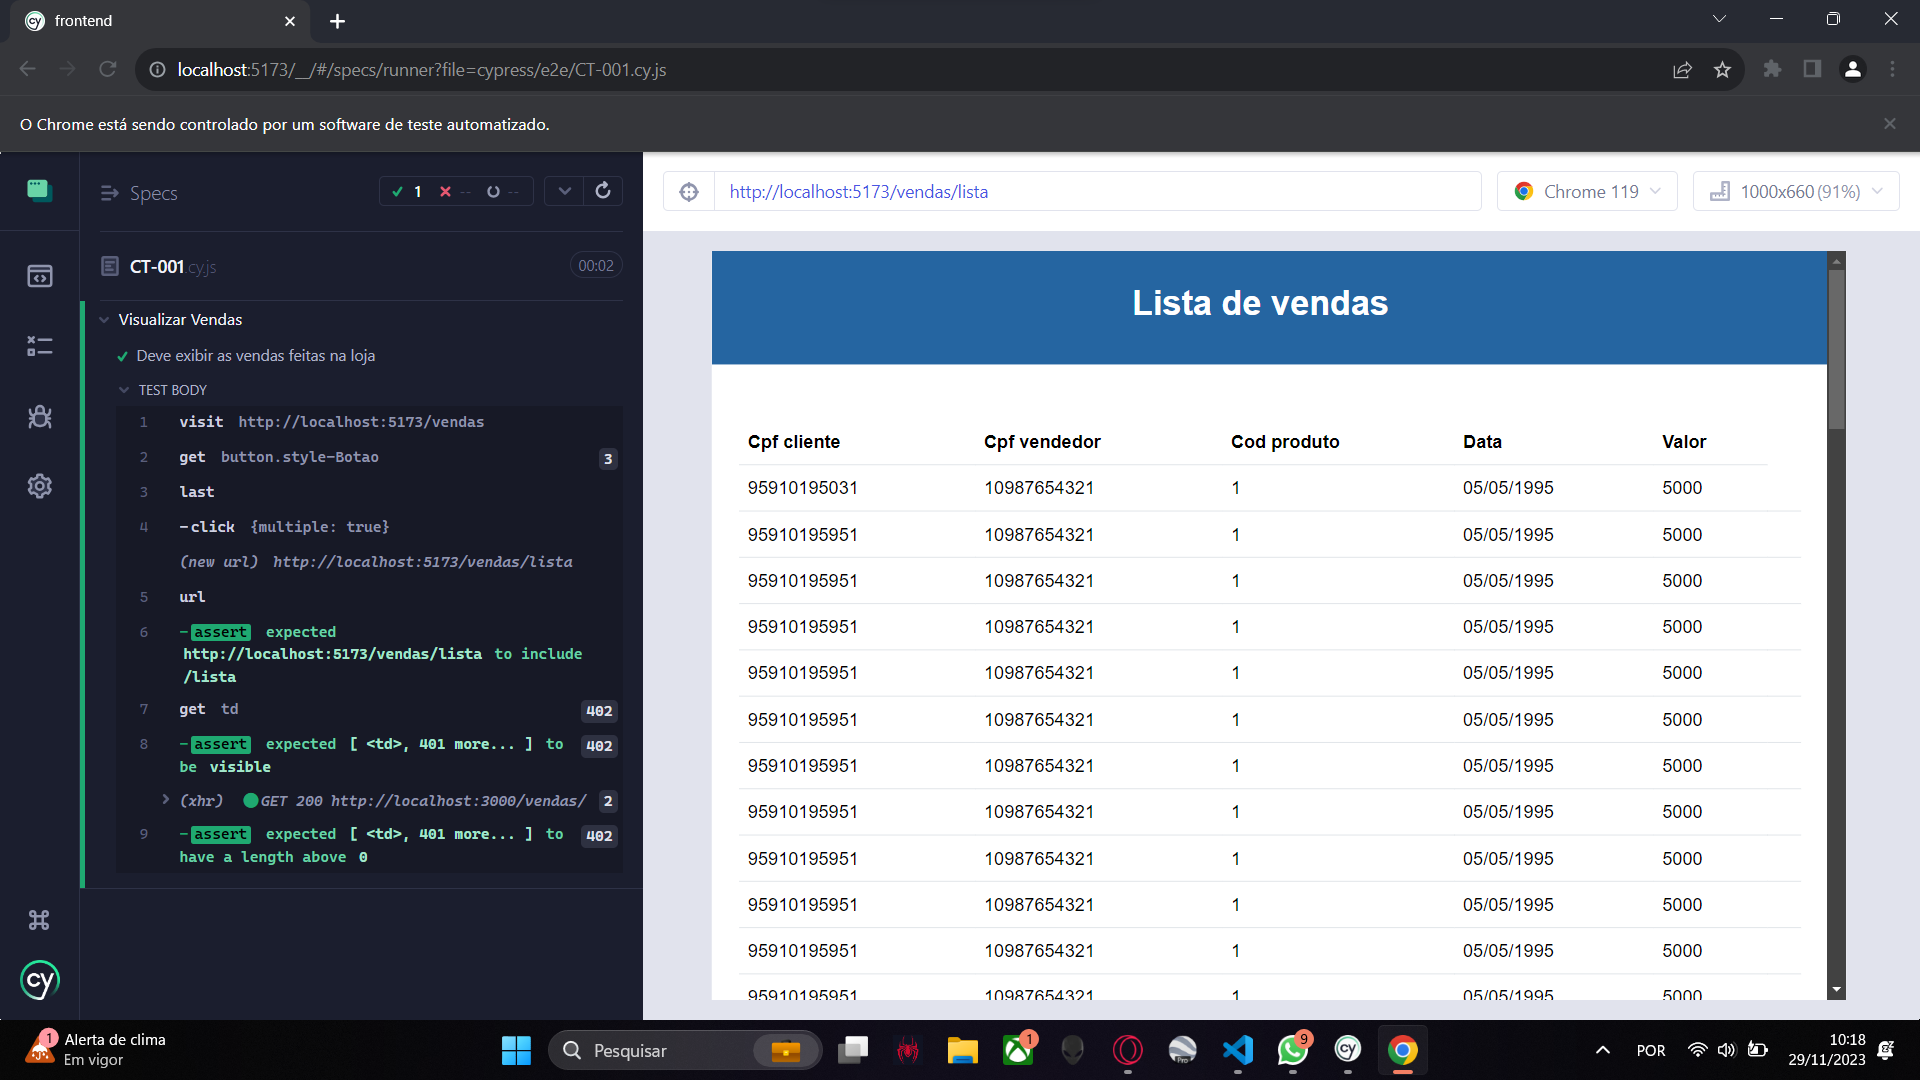 frontend
localhost:5173/__/#/specs/runner?file=cypress/e2e/CT-001.cy.js
O Chrome está sendo controlado por um software de teste automatizado.
Specs
1 -- --
CT-001.cy.js 00:02
Visualizar Vendas
Deve exibir as vendas feitas na loja
TEST BODY
1 visit http://localhost:5173/vendas
2 get button.style-Botao 3
3 last
4 -click {multiple: true}
(new url) http://localhost:5173/vendas/lista
5 url
6 -assert expected
http://localhost:5173/vendas/lista to include
/lista
7 get td 402
8 -assert expected [ <td>, 401 more... ] to 402
be visible
(xhr) GET 200 http://localhost:3000/vendas/ 2
9 -assert expected [ <td>, 401 more... ] to 402
have a length above 0
cy
http://localhost:5173/vendas/lista
Chrome 119
1000x660 (91%)
Lista de vendas
Cpf cliente Cpf vendedor Cod produto Data Valor
95910195031 10987654321 1 05/05/1995 5000
95910195951 10987654321 1 05/05/1995 5000
95910195951 10987654321 1 05/05/1995 5000
95910195951 10987654321 1 05/05/1995 5000
95910195951 10987654321 1 05/05/1995 5000
95910195951 10987654321 1 05/05/1995 5000
95910195951 10987654321 1 05/05/1995 5000
95910195951 10987654321 1 05/05/1995 5000
95910195951 10987654321 1 05/05/1995 5000
95910195951 10987654321 1 05/05/1995 5000
95910195951 10987654321 1 05/05/1995 5000
95910195951 10987654321 1 05/05/1995 5000
1
Alerta de clima
Em vigor
Pesquisar
1
Pro
9
cy
POR
10:18
29/11/2023